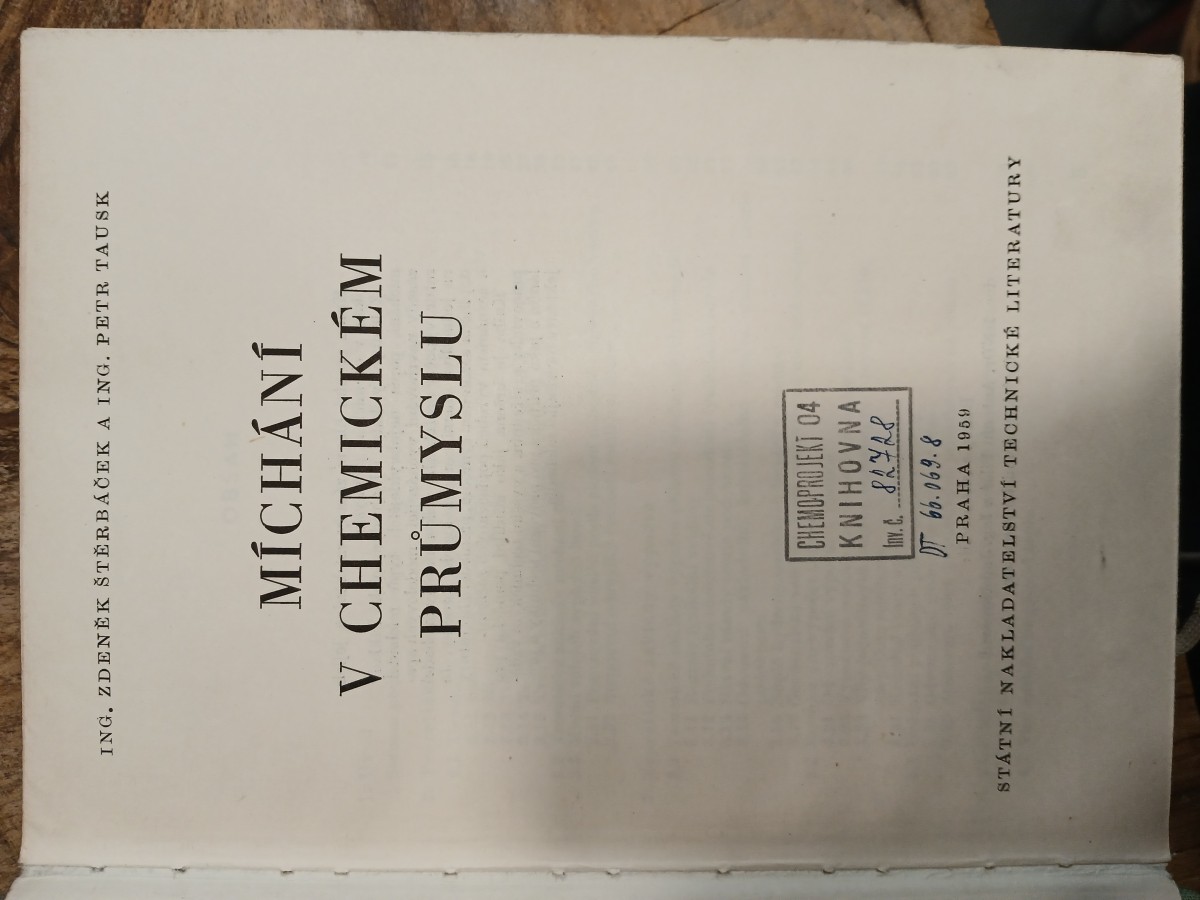 ING. ZDENĚK ŠTĚRBÁČEK A ING. PETR TAUSK
MÍCHÁNÍ
V CHEMICKÉM
PRŮMYSLU
CHEMOPROJEKT 04
KNIHOVNA
Inv. č. 82728
DT 66.069.8
PRAHA 1959
STÁTNÍ NAKLADATELSTVÍ TECHNICKÉ LITERATURY